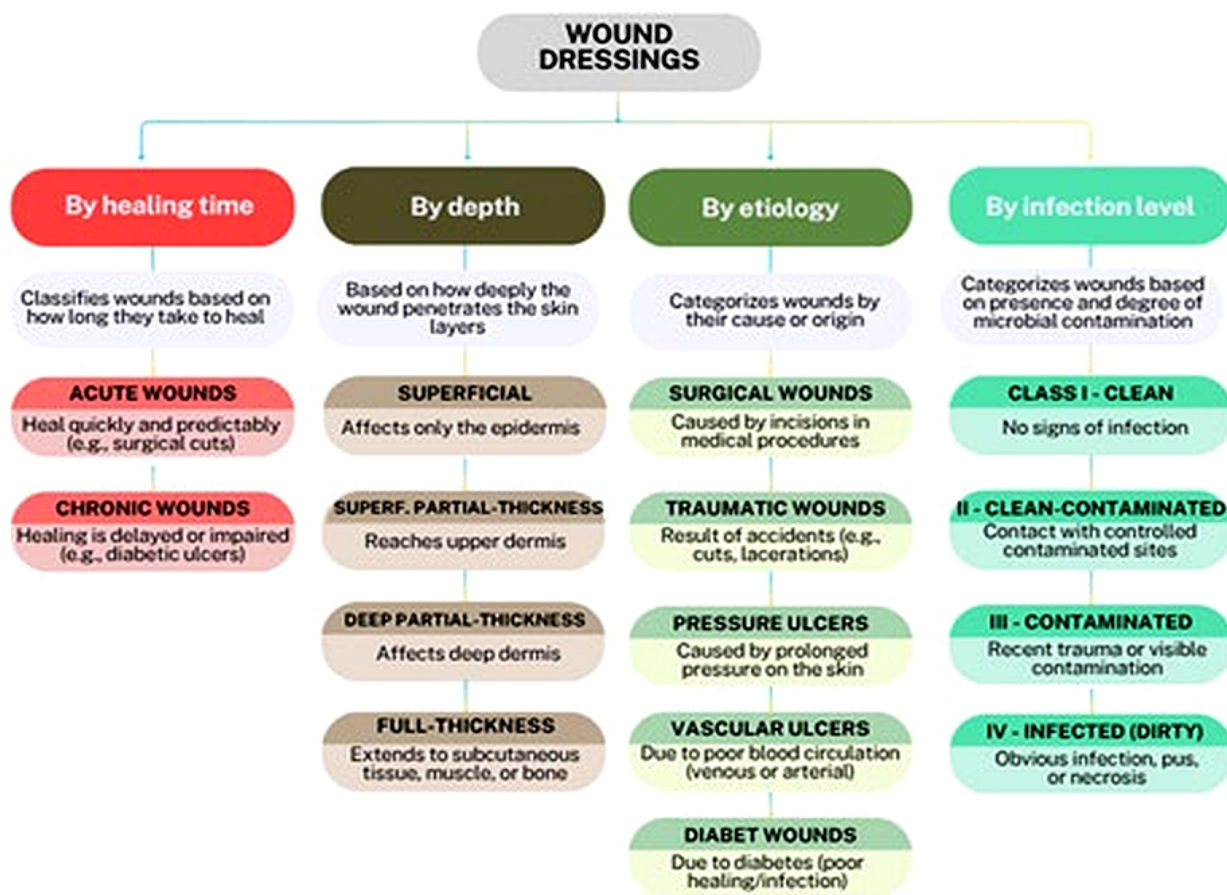 WOUND
DRESSINGS
By healing time
Classifies wounds based on
how long they take to heal
ACUTE WOUNDS
Heal quickly and predictably
(e.g., surgical cuts)
CHRONIC WOUNDS
Healing is delayed or impaired
(e.g., diabetic ulcers)
By depth
Based on how deeply the
wound penetrates the skin
layers
SUPERFICIAL
Affects only the epidermis
SUPERF. PARTIAL-THICKNESS
Reaches upper dermis
DEEP PARTIAL-THICKNESS
Affects deep dermis
FULL-THICKNESS
Extends to subcutaneous
tissue, muscle, or bone
By etiology
Categorizes wounds by
their cause or origin
SURGICAL WOUNDS
Caused by incisions in
medical procedures
TRAUMATIC WOUNDS
Result of accidents (e.g.,
cuts, lacerations)
PRESSURE ULCERS
Caused by prolonged
pressure on the skin
VASCULAR ULCERS
Due to poor blood circulation
(venous or arterial)
DIABET WOUNDS
Due to diabetes (poor
healing/infection)
By infection level
Categorizes wounds based
on presence and degree of
microbial contamination
CLASS I - CLEAN
No signs of infection
II - CLEAN-CONTAMINATED
Contact with controlled
contaminated sites
III - CONTAMINATED
Recent trauma or visible
contamination
IV - INFECTED (DIRTY)
Obvious infection, pus,
or necrosis